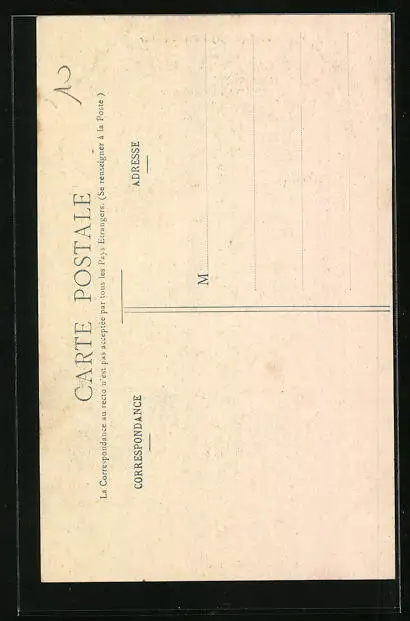 10
CARTE POSTALE
La Correspondance au recto n'est pas acceptée par tous les Pays Etrangers. (Se renseigner à la Poste)
CORRESPONDANCE
ADRESSE
M